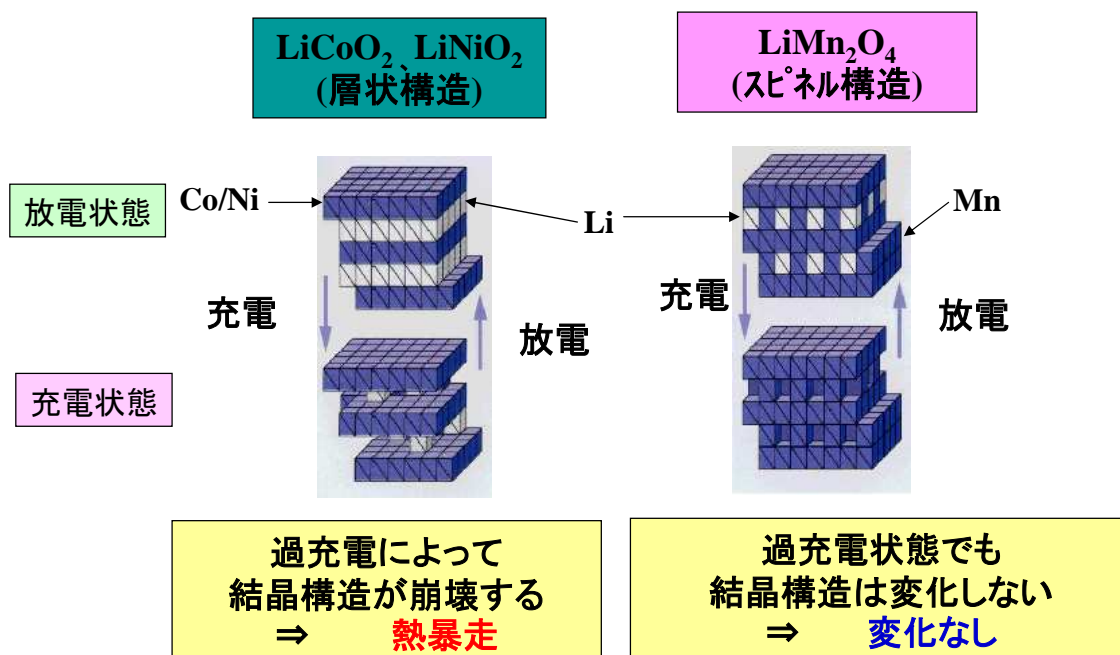 LiCoO2、LiNiO2
(層状構造)
LiMn2O4
(スピネル構造)
放電状態
Co/Ni
Li
Mn
充電
放電
充電
放電
充電状態
過充電によって
結晶構造が崩壊する
⇒ 熱暴走
過充電状態でも
結晶構造は変化しない
⇒ 変化なし